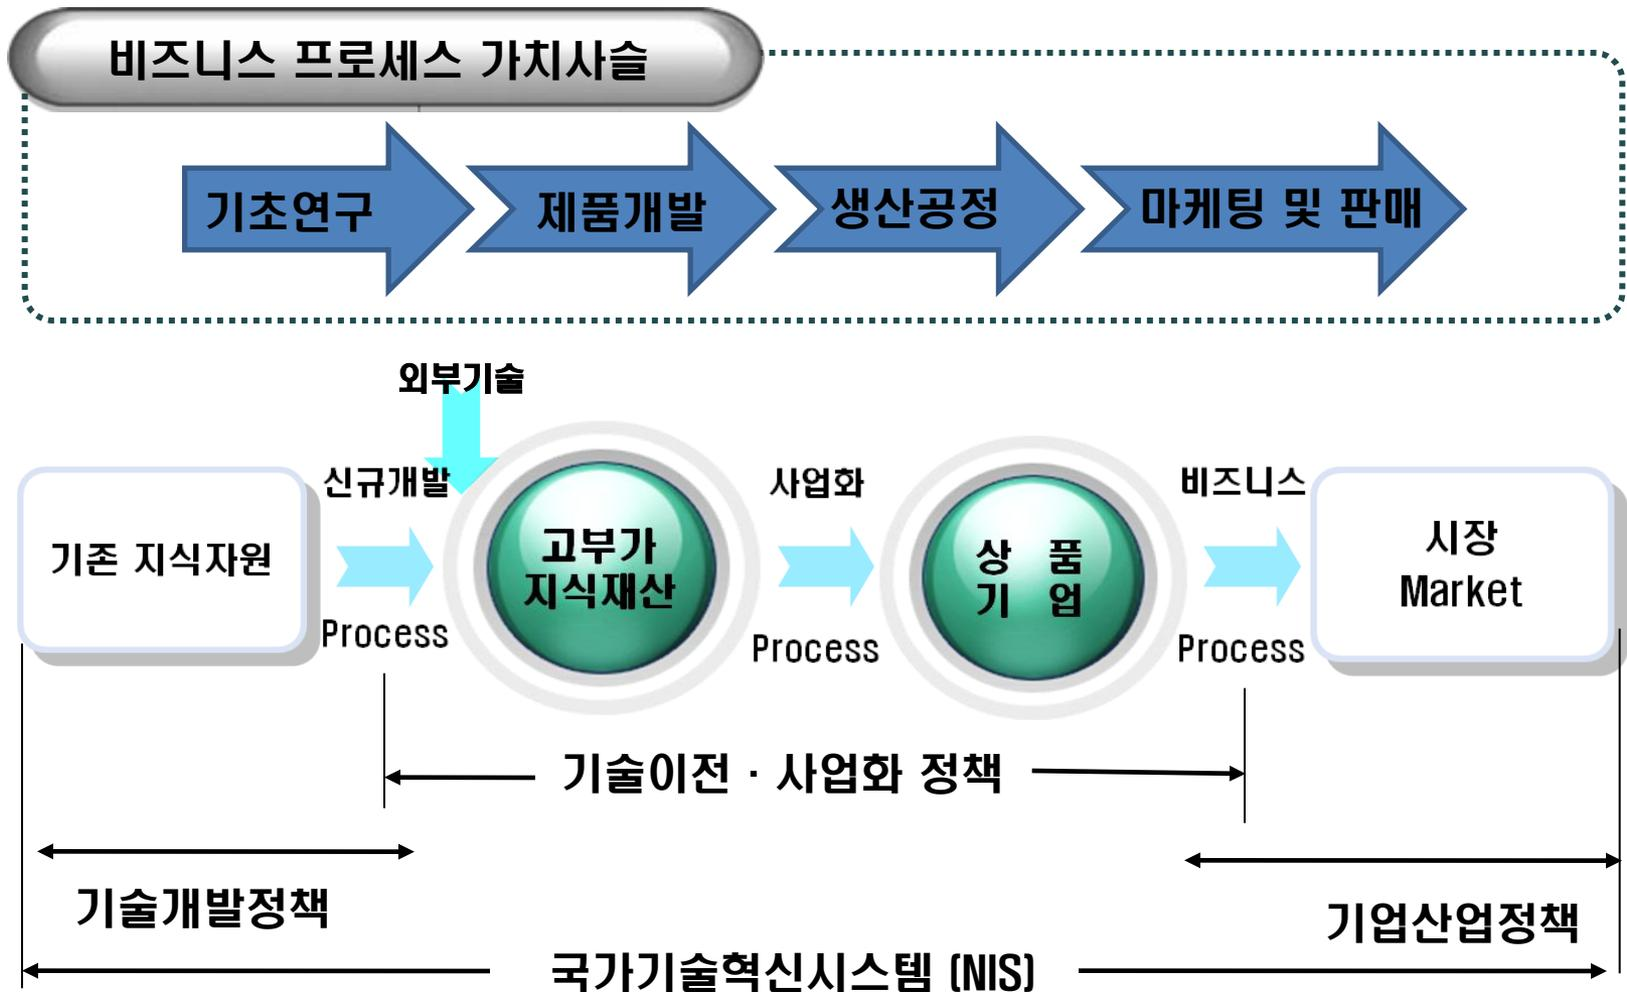 비즈니스 프로세스 가치사슬
기초연구
제품개발
생산공정
마케팅 및 판매
외부기술
신규개발
사업화
비즈니스
기존 지식자원
고부가
지식재산
상 품
기 업
시장
Market
Process
Process
Process
기술이전 · 사업화 정책
기술개발정책
기업산업정책
국가기술혁신시스템 (NIS)